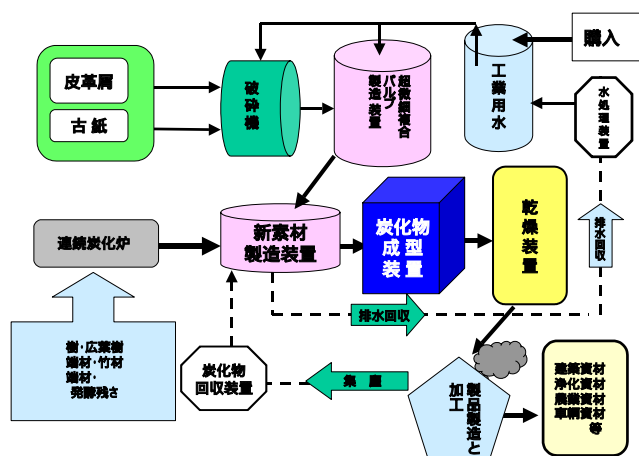 購入
皮革屑
古 紙
破砕機
超微細複合
パルプ
製造装置
工業用水
水処理装置
連続炭化炉
新素材
製造装置
炭化物
成 型
装 置
乾燥装置
排水回収
排水回収
樹・広葉樹
端材・竹材
端材・
発酵残さ
炭化物
回収装置
集 塵
製品製造と
加工
建築資材
浄化資材
農業資材
車輌資材
等